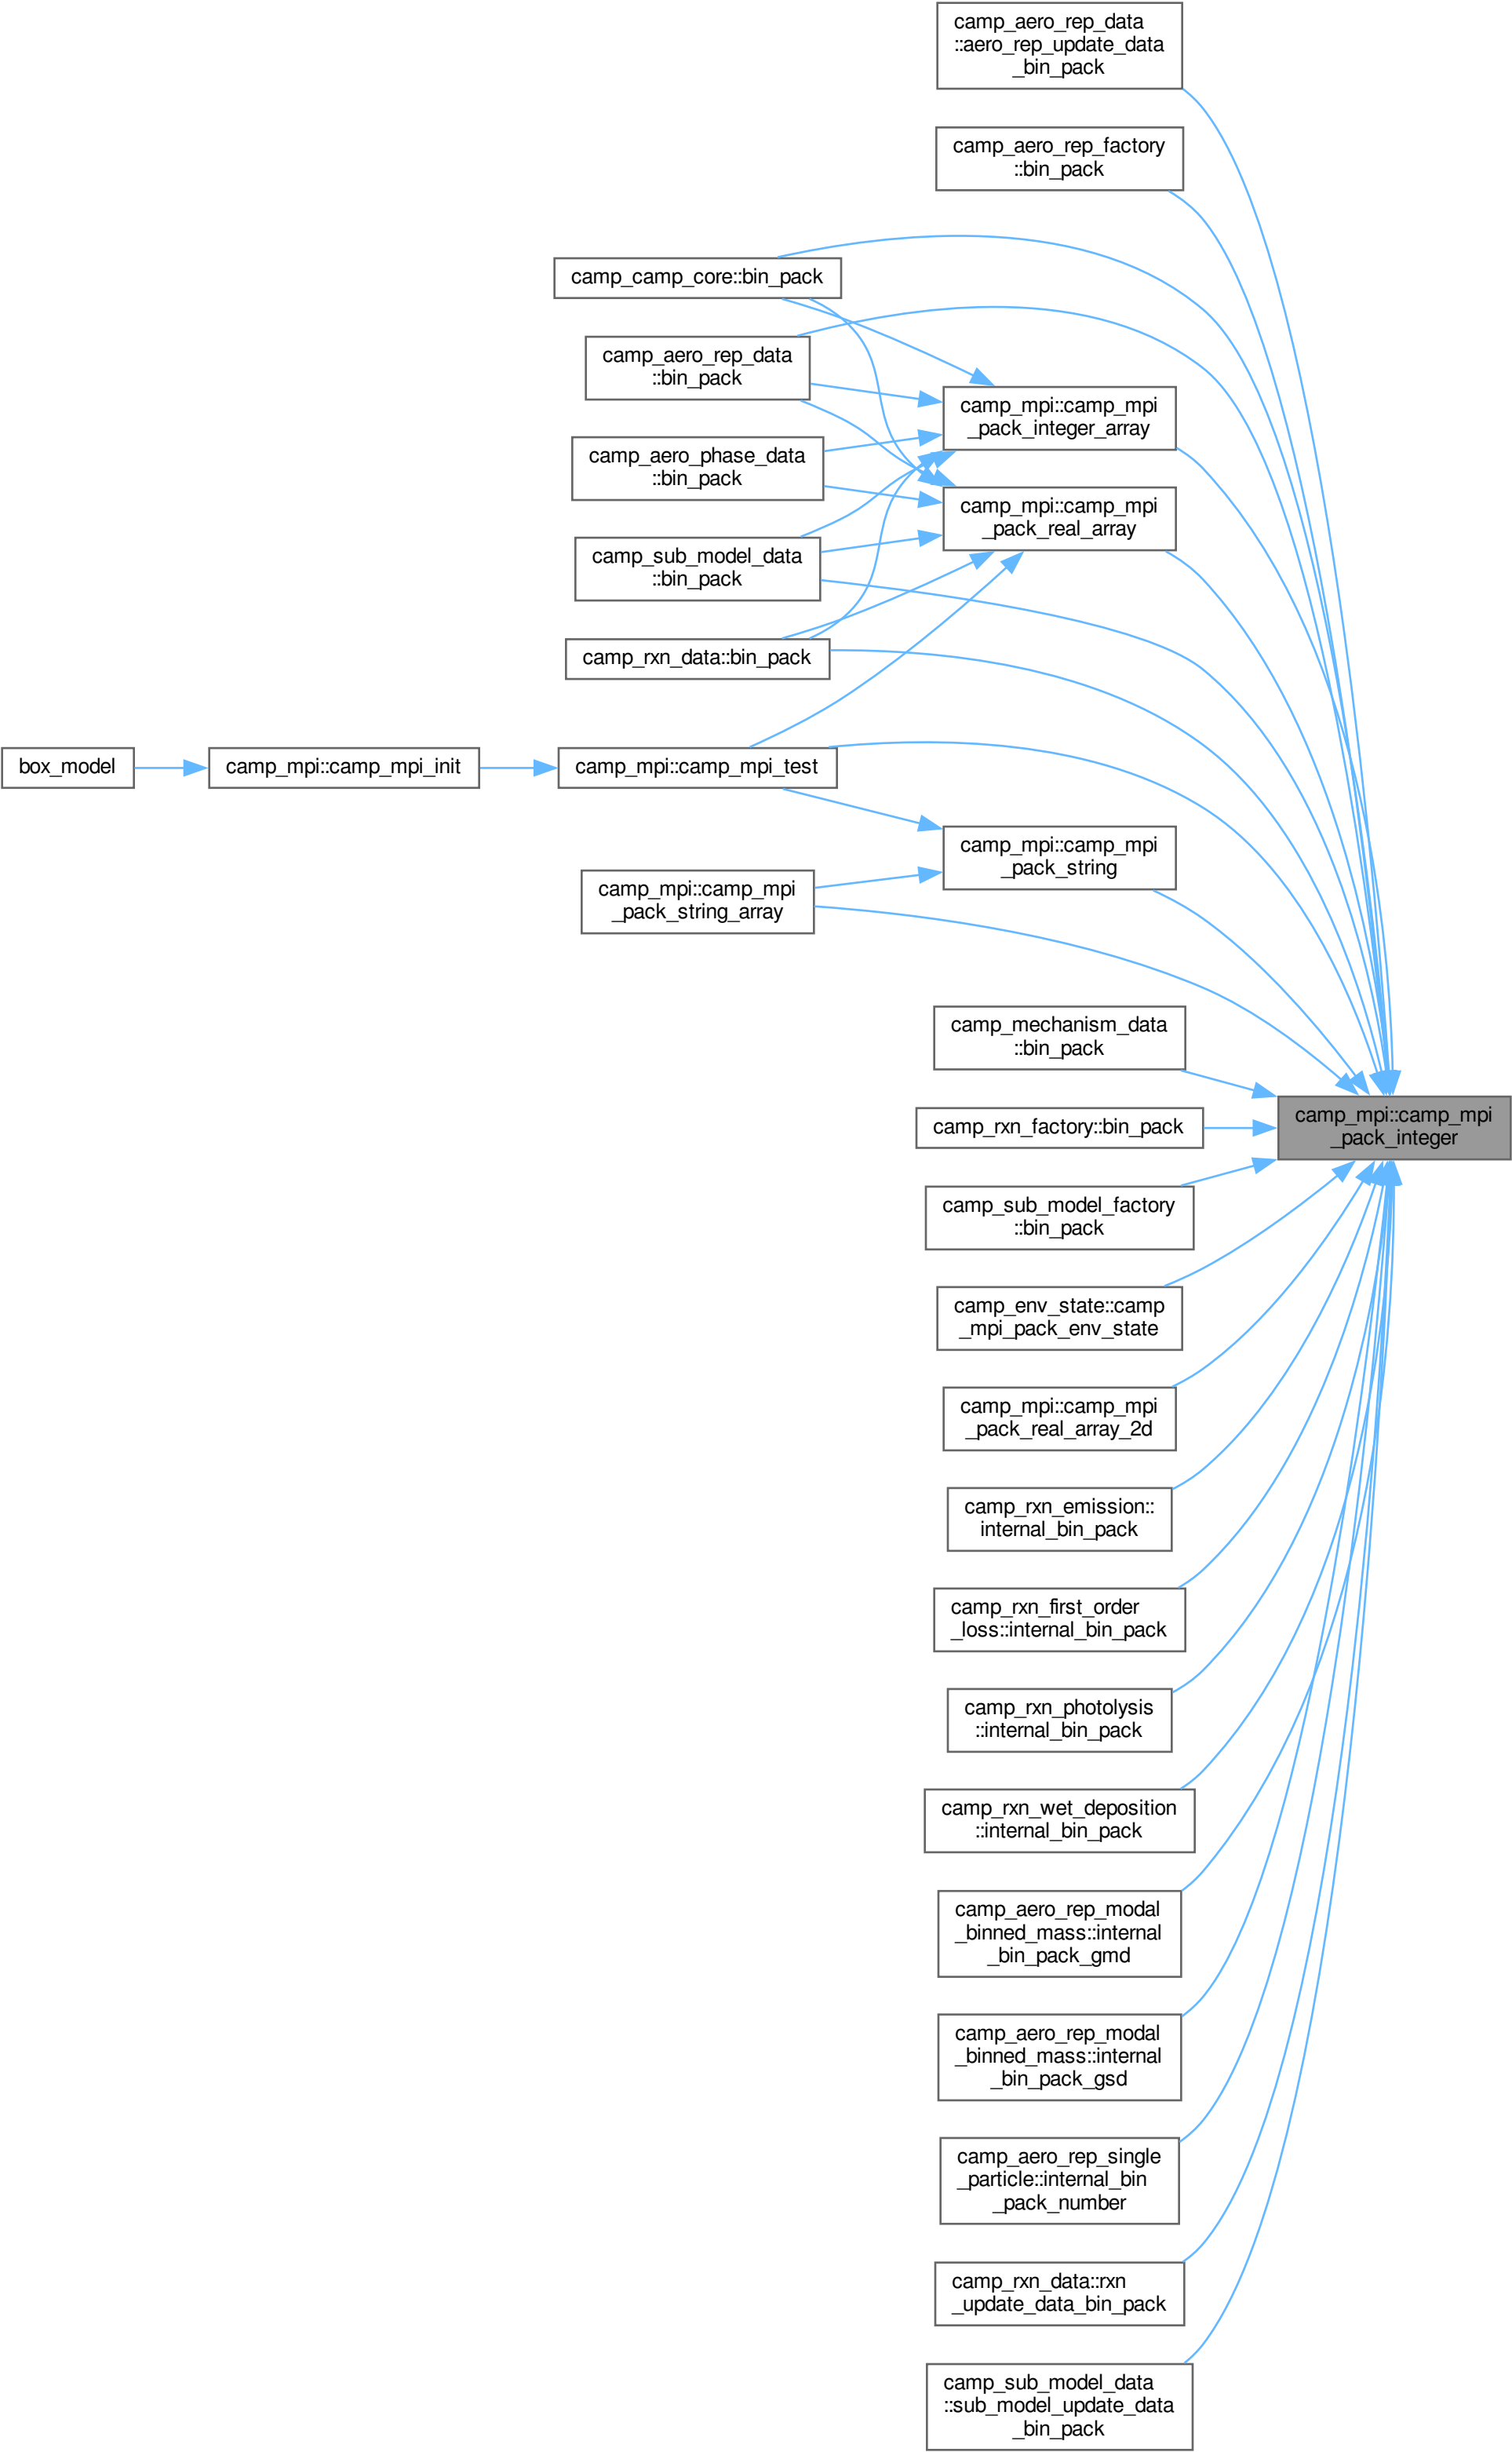 camp_aero_rep_data
::aero_rep_update_data
_bin_pack
camp_aero_rep_factory
::bin_pack
camp_camp_core::bin_pack
camp_aero_rep_data
::bin_pack
camp_mpi::camp_mpi
_pack_integer_array
camp_aero_phase_data
::bin_pack
camp_mpi::camp_mpi
_pack_real_array
camp_sub_model_data
::bin_pack
camp_rxn_data::bin_pack
box_model
camp_mpi::camp_mpi_init
camp_mpi::camp_mpi_test
camp_mpi::camp_mpi
_pack_string
camp_mpi::camp_mpi
_pack_string_array
camp_mechanism_data
::bin_pack
camp_mpi::camp_mpi
_pack_integer
camp_rxn_factory::bin_pack
camp_sub_model_factory
::bin_pack
camp_env_state::camp
_mpi_pack_env_state
camp_mpi::camp_mpi
_pack_real_array_2d
camp_rxn_emission::
internal_bin_pack
camp_rxn_first_order
_loss::internal_bin_pack
camp_rxn_photolysis
::internal_bin_pack
camp_rxn_wet_deposition
::internal_bin_pack
camp_aero_rep_modal
_binned_mass::internal
_bin_pack_gmd
camp_aero_rep_modal
_binned_mass::internal
_bin_pack_gsd
camp_aero_rep_single
_particle::internal_bin
_pack_number
camp_rxn_data::rxn
_update_data_bin_pack
camp_sub_model_data
::sub_model_update_data
_bin_pack